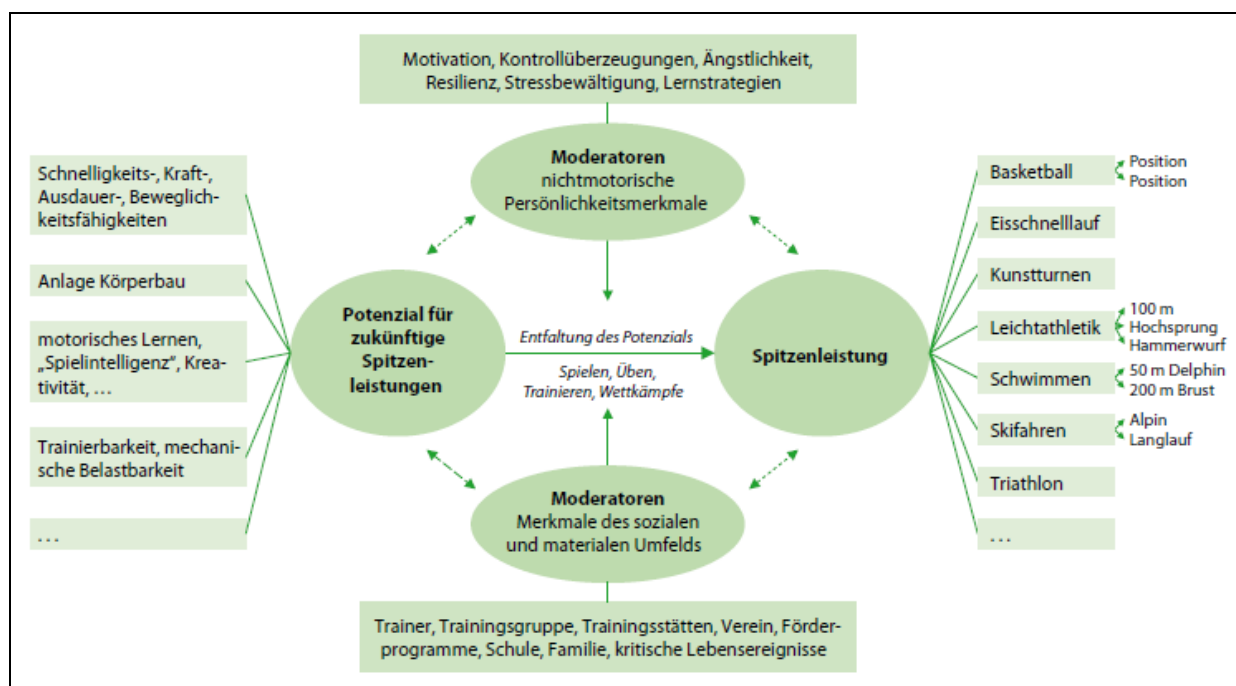 Motivation, Kontrollüberzeugungen, Ängstlichkeit,
Resilienz, Stressbewältigung, Lernstrategien
Moderatoren
nichtmotorische
Persönlichkeitsmerkmale
Schnelligkeits-, Kraft-,
Ausdauer-, Beweglich-
keitsfähigkeiten
Anlage Körperbau
motorisches Lernen,
„Spielintelligenz“, Krea-
tivität, ...
Trainierbarkeit, mechani-
sche Belastbarkeit
...
Potenzial für
zukünftige
Spitzen-
leistungen
Entfaltung des Potenzials
Spielen, Üben,
Trainieren, Wettkämpfe
Spitzenleistung
Basketball
Position
Position
Eisschnelllauf
Kunstturnen
Leichtathletik
100 m
Hochsprung
Hammerwurf
Schwimmen
50 m Delphin
200 m Brust
Skifahren
Alpin
Langlauf
Triathlon
...
Moderatoren
Merkmale des sozialen
und materialen Umfelds
Trainer, Trainingsgruppe, Trainingsstätten, Verein, Förder-
programme, Schule, Familie, kritische Lebensereignisse